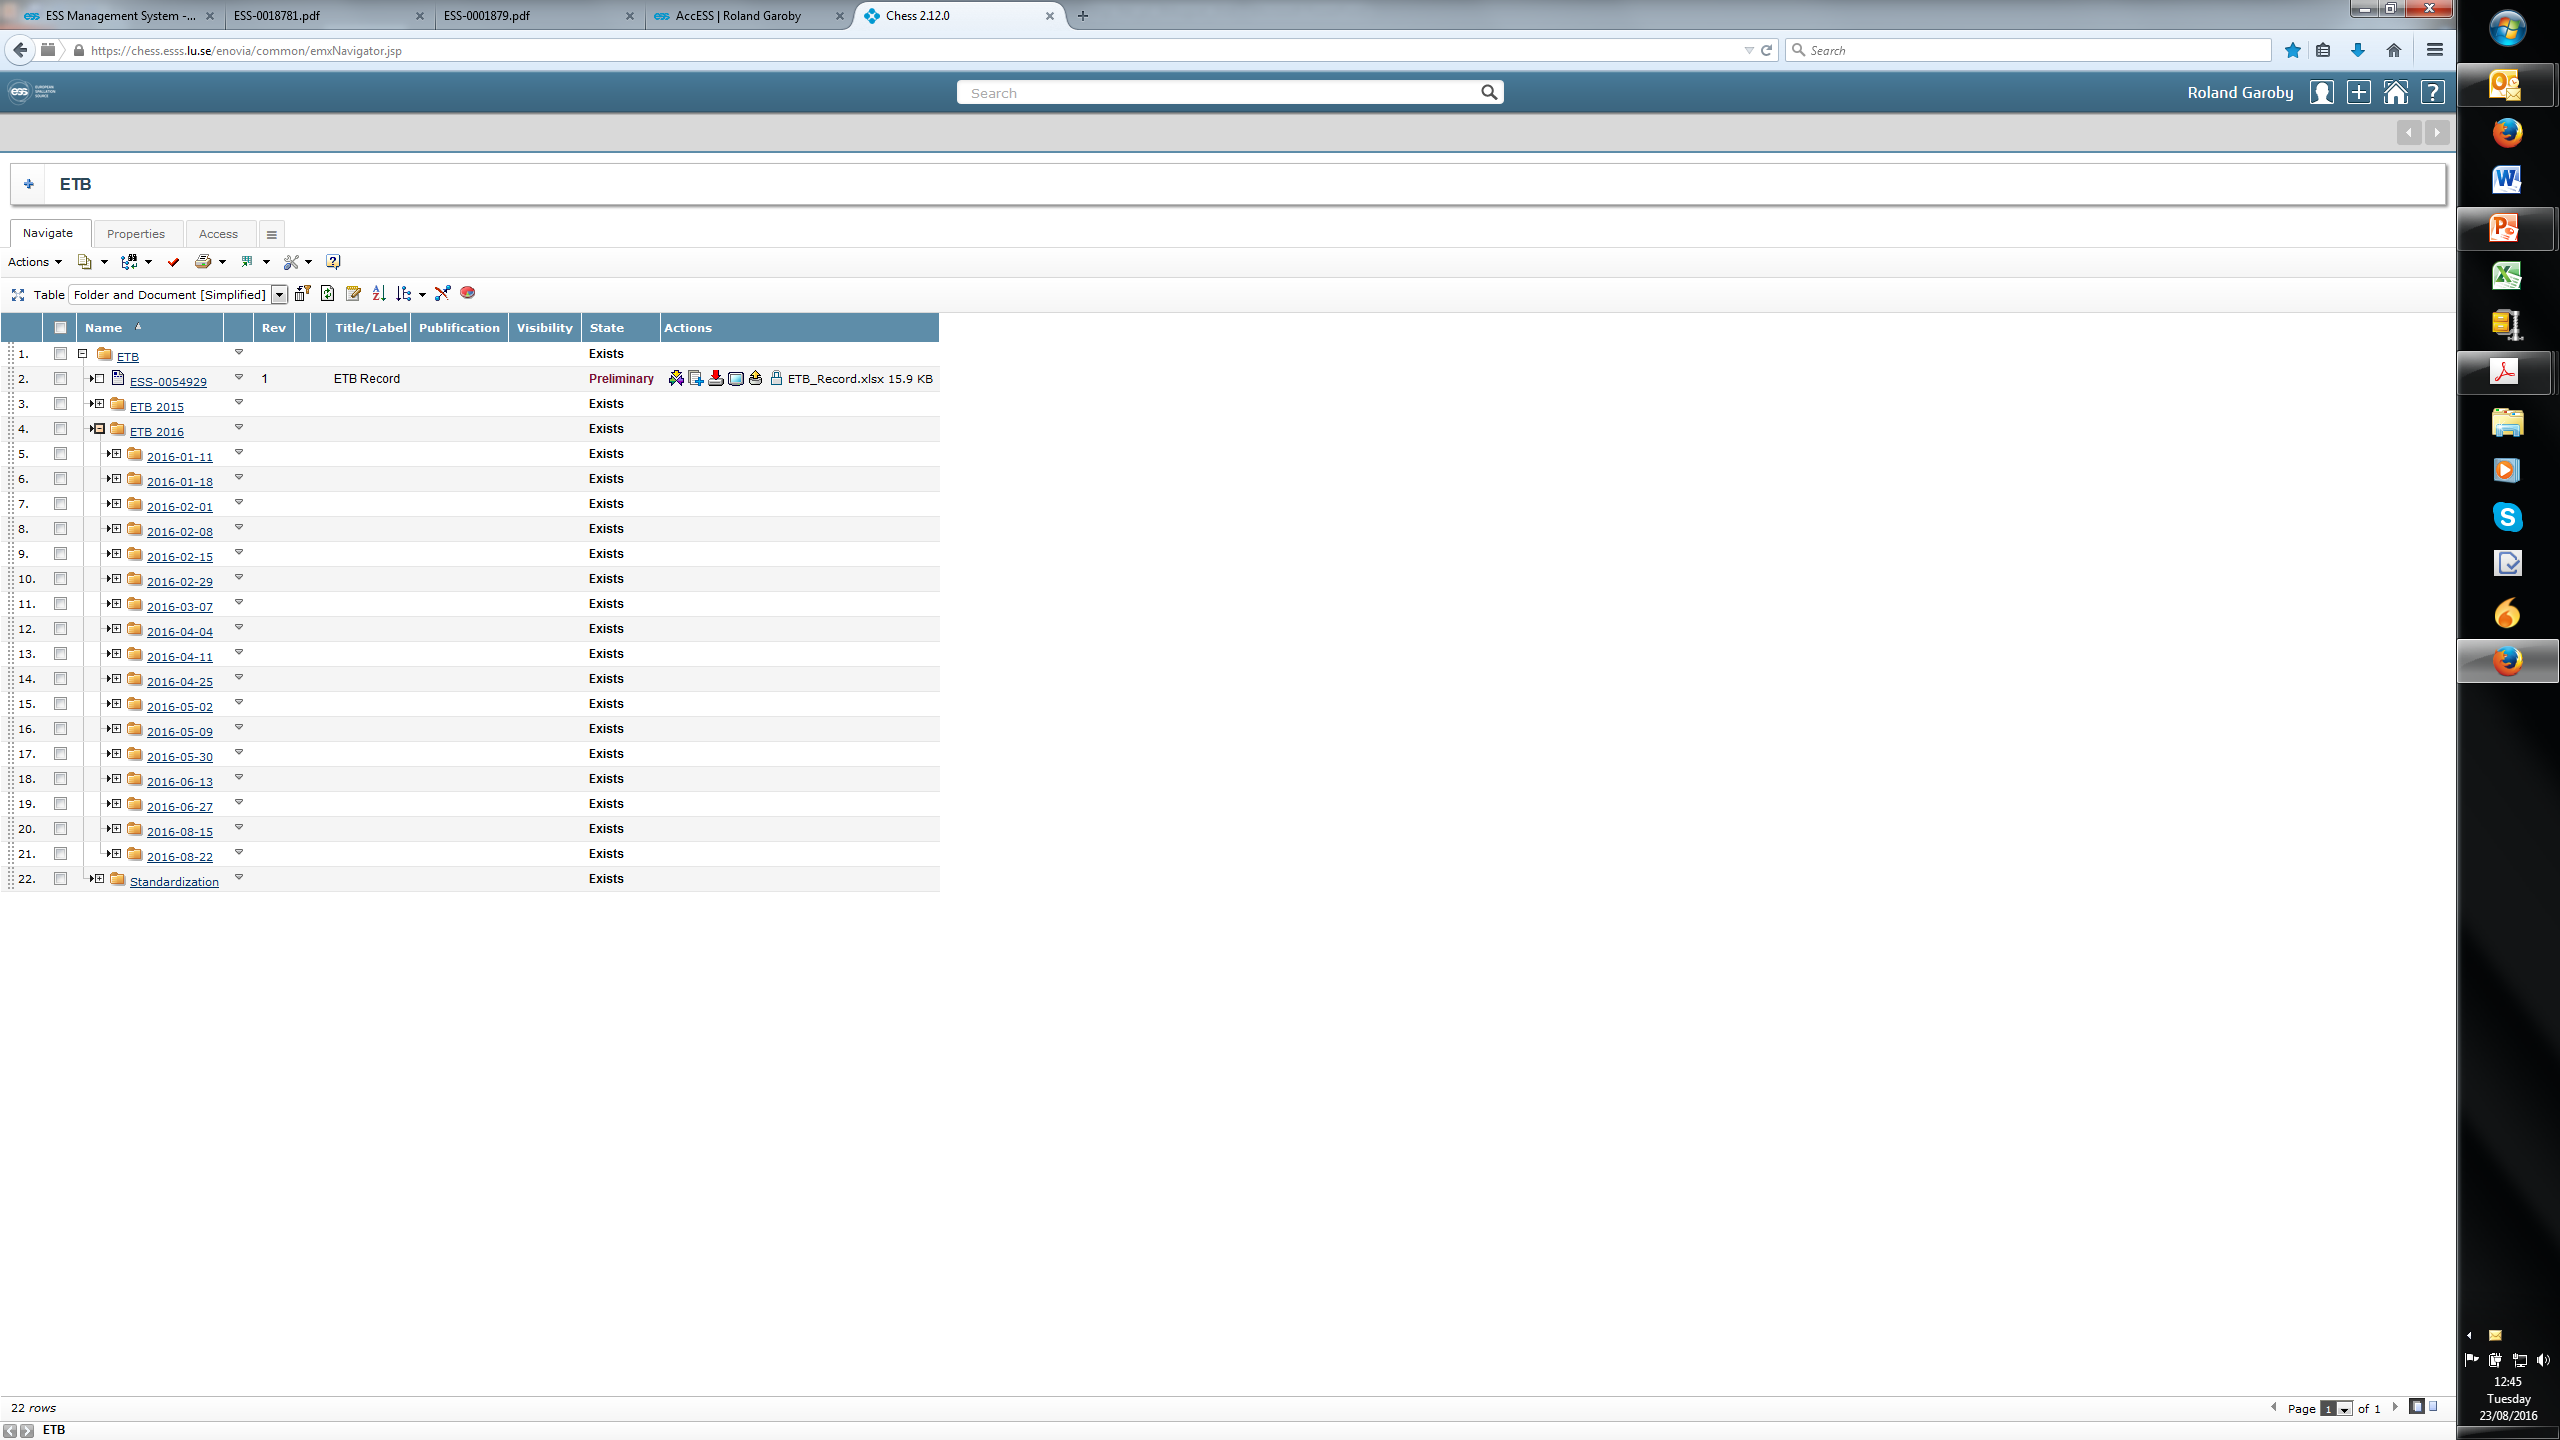 ESS Management System -... ESS-0018781.pdf ESS-0001879.pdf AccESS | Roland Garoby Chess 2.12.0
https://chess.esss.lu.se/enovia/common/emxNavigator.jsp Search
ess EUROPEAN SPALLATION SOURCE Search Roland Garoby
ETB
Navigate Properties Access
Actions
Table Folder and Document [Simplified]
Name Rev Title/Label Publification Visibility State Actions
1. ETB Exists
2. ESS-0054929 1 ETB Record Preliminary ETB_Record.xlsx 15.9 KB
3. ETB 2015 Exists
4. ETB 2016 Exists
5. 2016-01-11 Exists
6. 2016-01-18 Exists
7. 2016-02-01 Exists
8. 2016-02-08 Exists
9. 2016-02-15 Exists
10. 2016-02-29 Exists
11. 2016-03-07 Exists
12. 2016-04-04 Exists
13. 2016-04-11 Exists
14. 2016-04-25 Exists
15. 2016-05-02 Exists
16. 2016-05-09 Exists
17. 2016-05-30 Exists
18. 2016-06-13 Exists
19. 2016-06-27 Exists
20. 2016-08-15 Exists
21. 2016-08-22 Exists
22. Standardization Exists
22 rows Page 1 of 1
ETB
12:45
Tuesday
23/08/2016